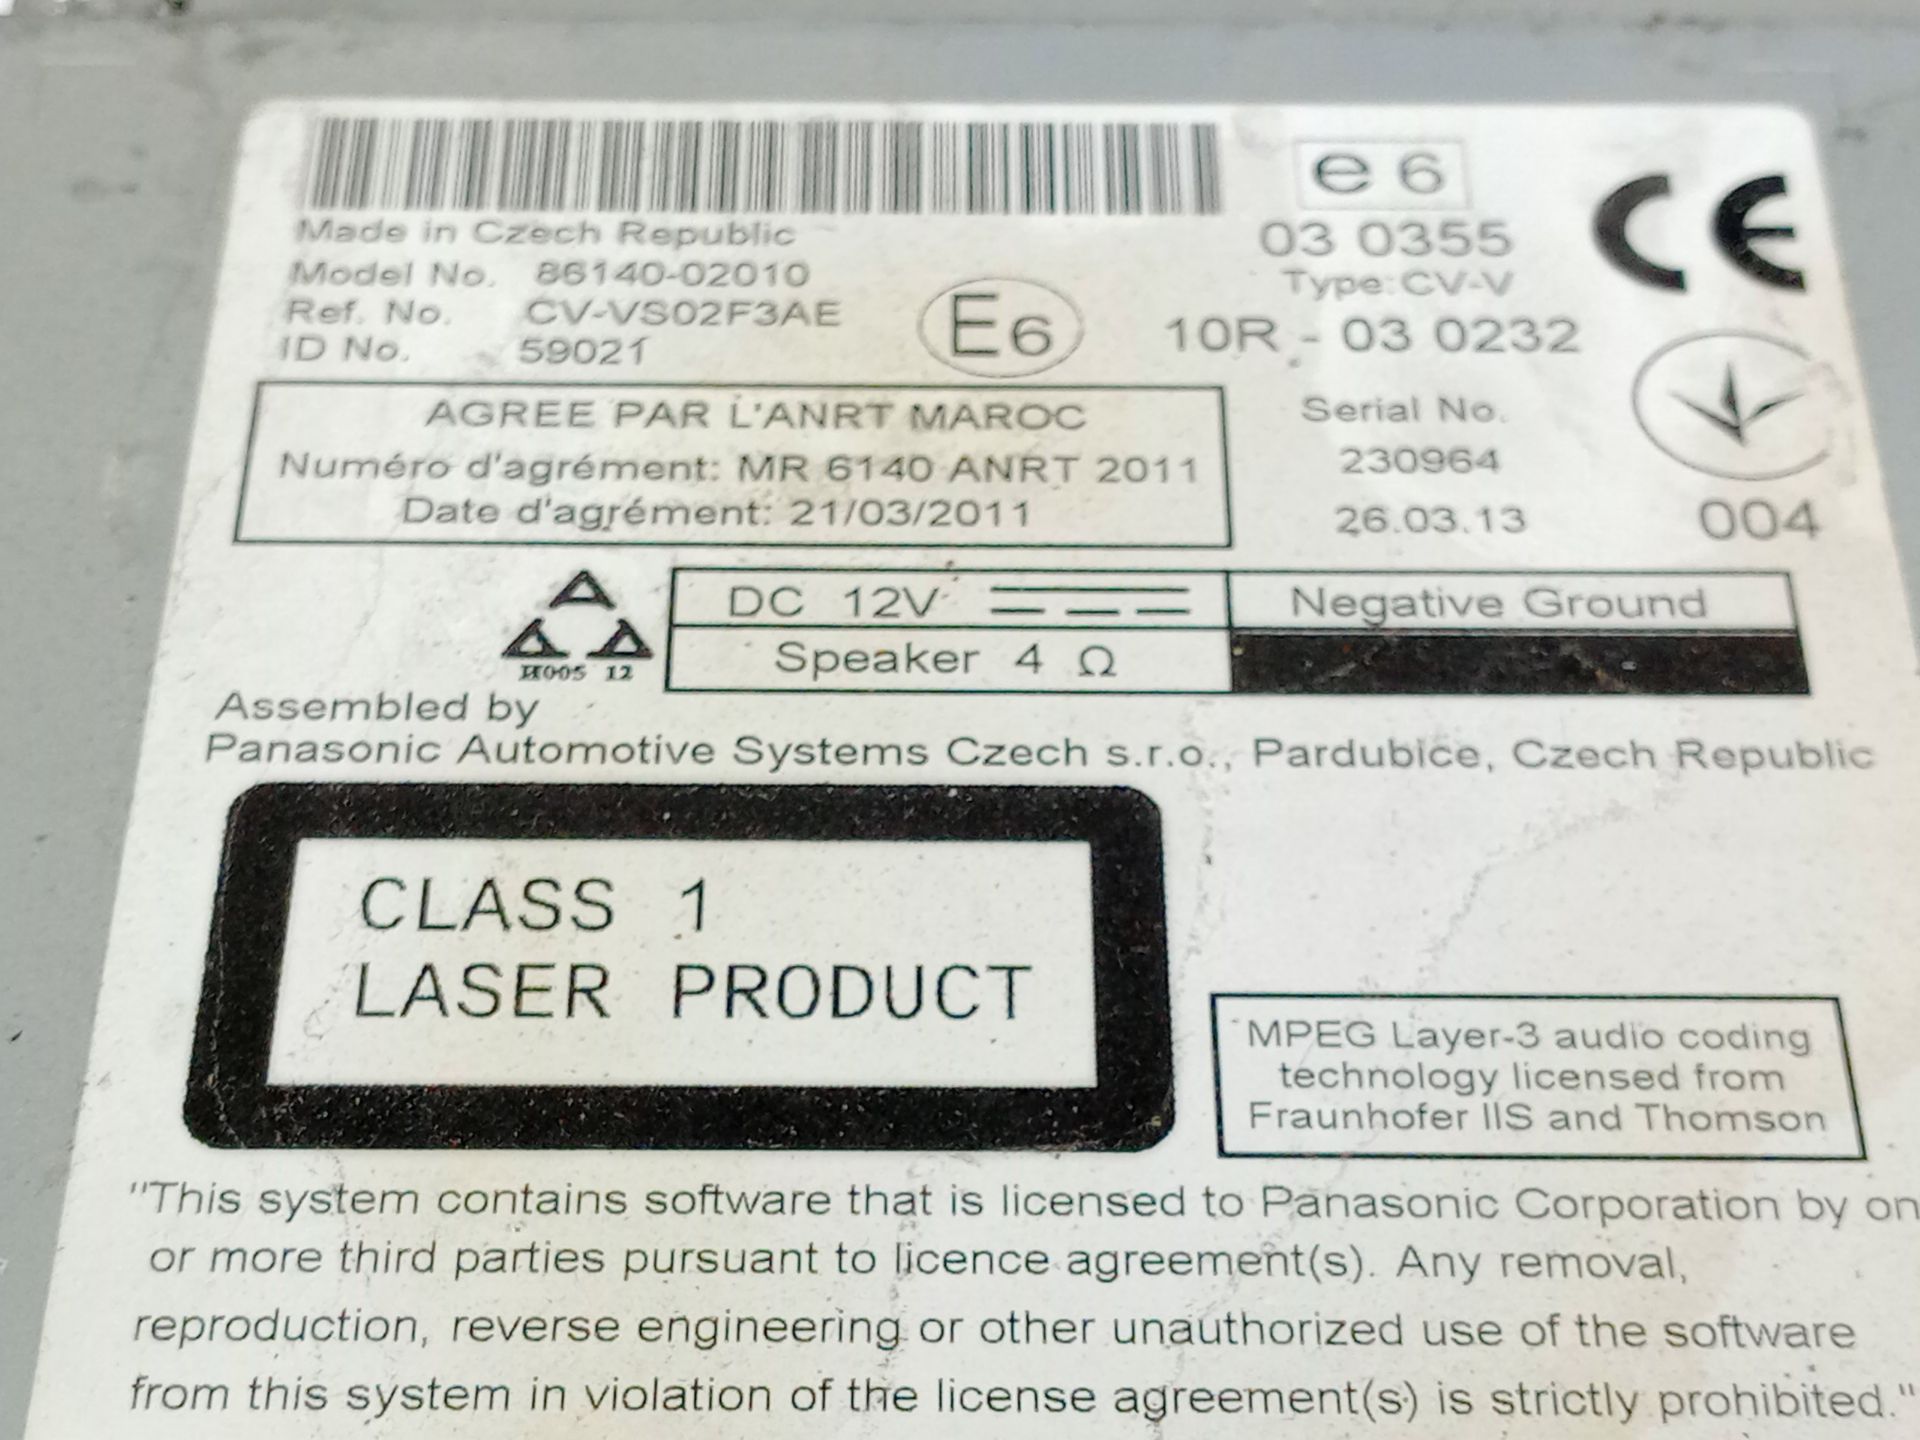 Made in Czech Republic
Model No. 86140-02010
Ref. No. CV-VS02F3AE
ID No. 59021
E6
e 6
03 0355
Type:CV-V
10R - 03 0232
CE
AGREE PAR L'ANRT MAROC
Numéro d'agrément: MR 6140 ANRT 2011
Date d'agrément: 21/03/2011
Serial No.
230964
26.03.13
004
H005 12
DC 12V
Negative Ground
Speaker 4 Ω
Assembled by
Panasonic Automotive Systems Czech s.r.o., Pardubice, Czech Republic
CLASS 1
LASER PRODUCT
MPEG Layer-3 audio coding
technology licensed from
Fraunhofer IIS and Thomson
"This system contains software that is licensed to Panasonic Corporation by on
or more third parties pursuant to licence agreement(s). Any removal,
reproduction, reverse engineering or other unauthorized use of the software
from this system in violation of the license agreement(s) is strictly prohibited."